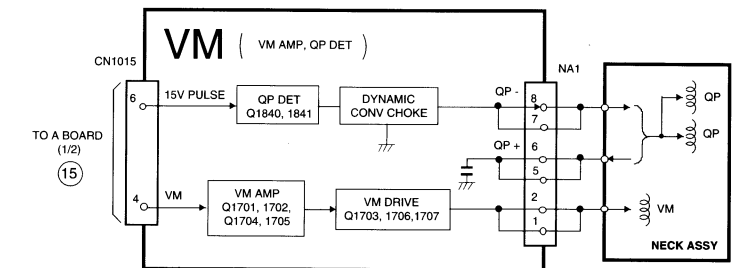 VM ( VM AMP, QP DET )
CN1015
NA1
6
15V PULSE
QP DET
Q1840, 1841
DYNAMIC
CONV CHOKE
QP -
8
7
QP
QP
TO A BOARD
(1/2)
15
QP +
6
5
4
VM
VM AMP
Q1701, 1702,
Q1704, 1705
VM DRIVE
Q1703, 1706,1707
2
1
VM
NECK ASSY